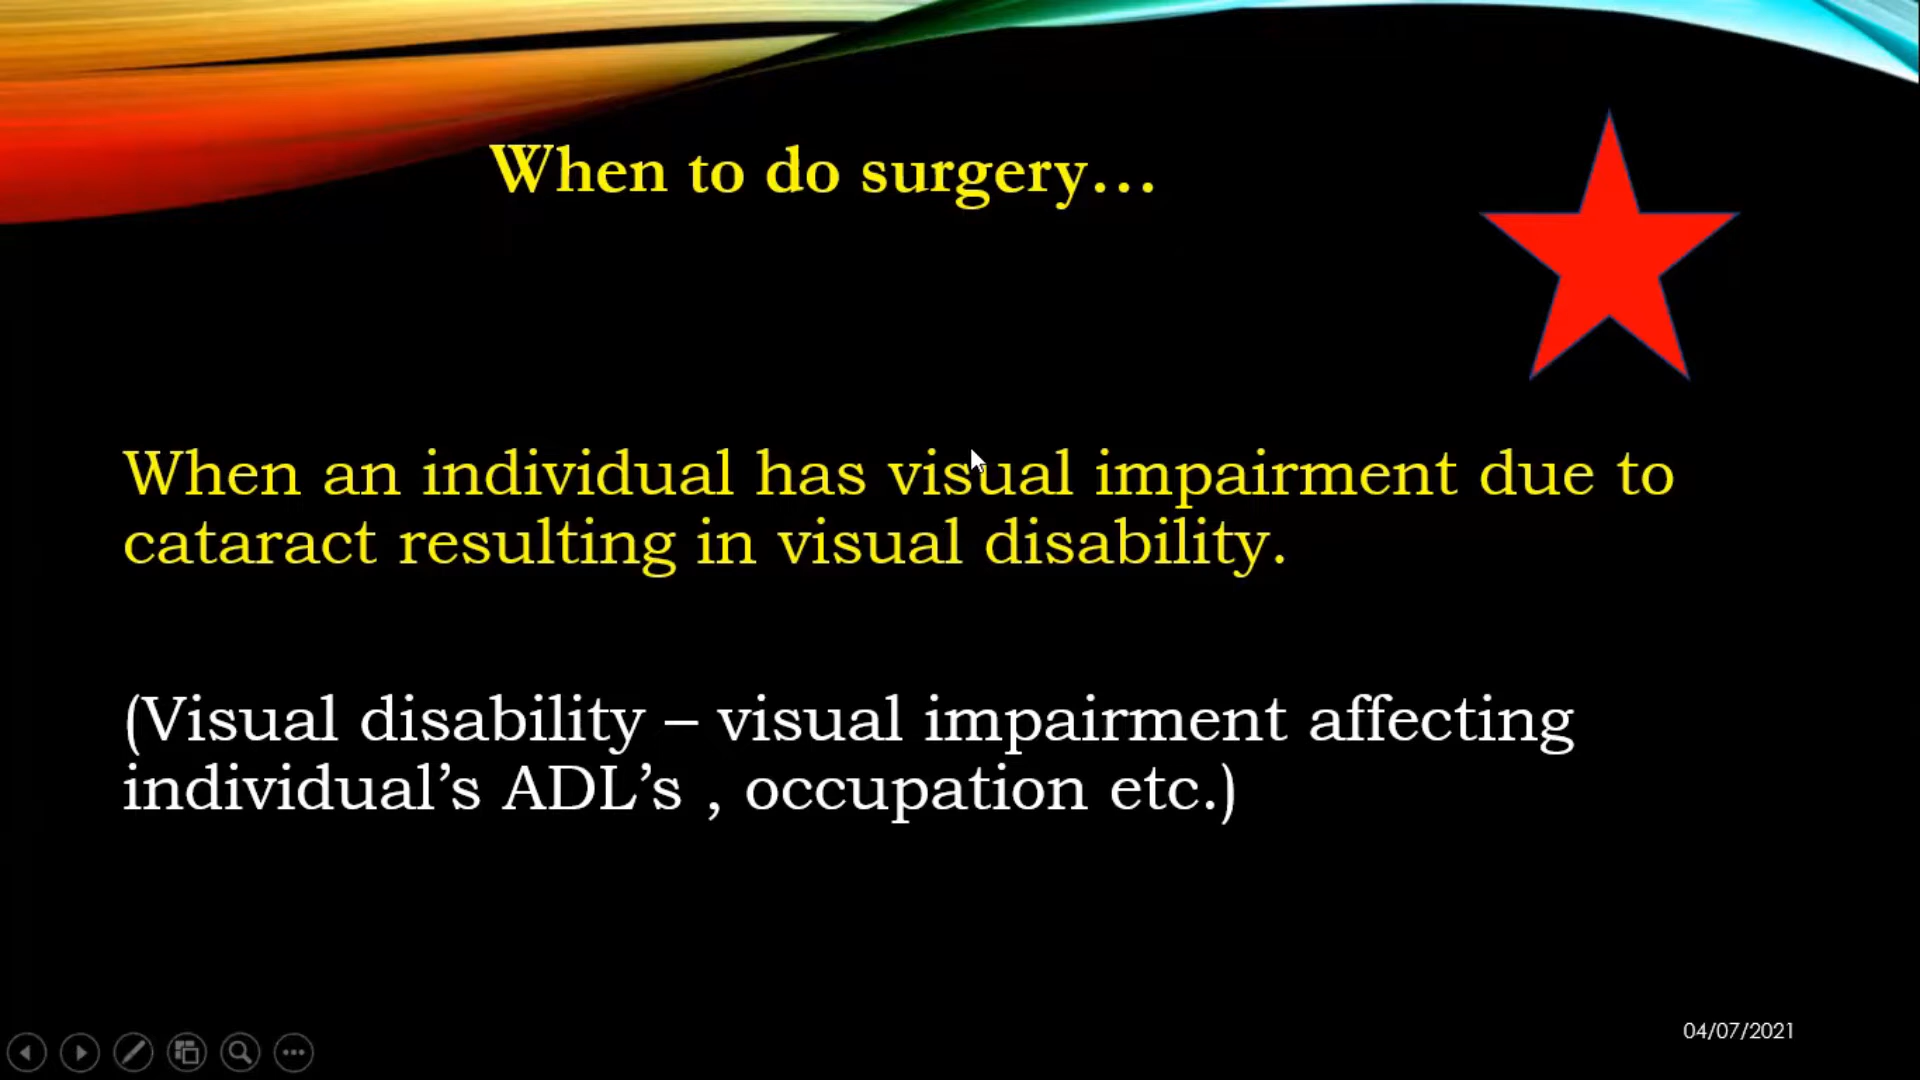 When to do surgery...
When an individual has visual impairment due to
cataract resulting in visual disability.
(Visual disability – visual impairment affecting
individual’s ADL’s , occupation etc.)
04/07/2021